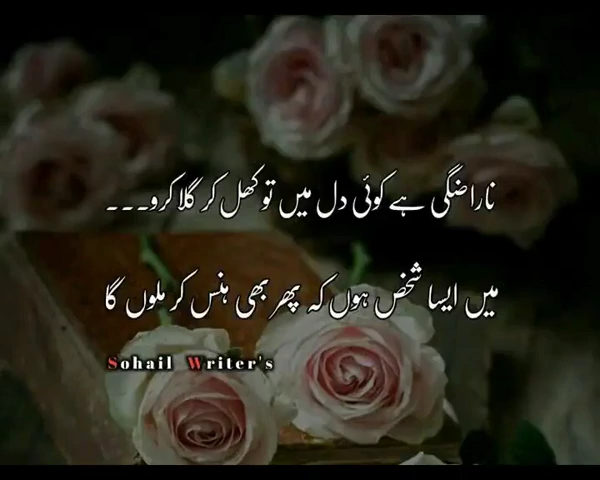 ناراضگی ہے کوئی دل میں تو کھل کر گلا کرو۔۔۔
میں ایسا شخص ہوں کہ پھر بھی ہنس کر ملوں گا
Sohail Writer's